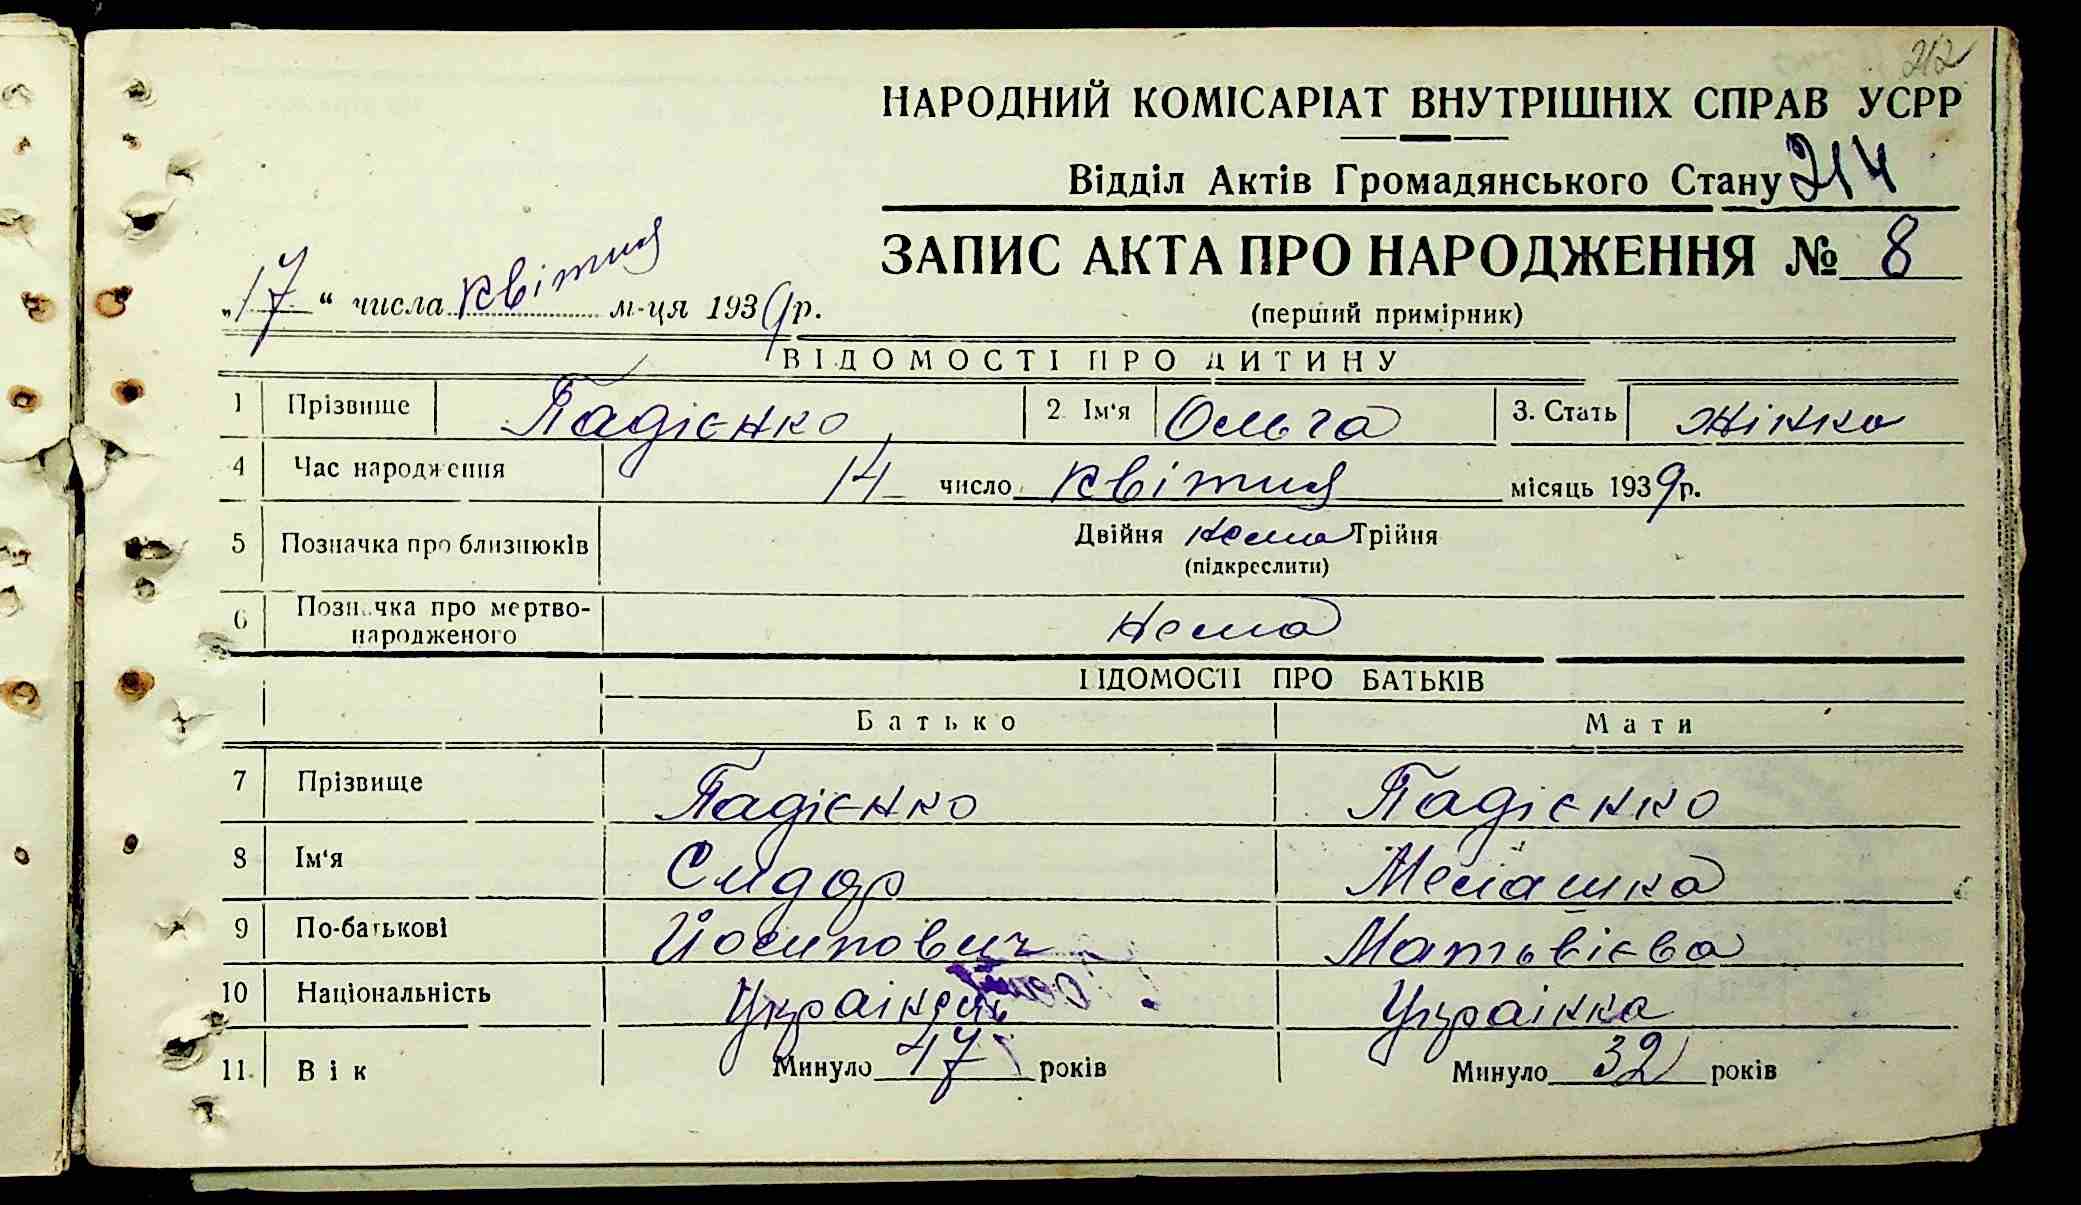 212
НАРОДНИЙ КОМІСАРІАТ ВНУТРІШНІХ СПРАВ УСРР
Відділ Актів Громадянського Стану 214
ЗАПИС АКТА ПРО НАРОДЖЕННЯ № 8
„17“ числа квітня м-ця 1939 р.
(перший примірник)
ВІДОМОСТІ ПРО ДИТИНУ
1 Прізвище Падієнко 2. Ім'я Ольга 3. Стать жінка
4 Час народження 14 число квітня місяць 1939 р.
5 Позначка про близнюків Двійня нема Трійня
(підкреслити)
6 Позначка про мертво-
народженого нема
ВІДОМОСТІ ПРО БАТЬКІВ
Батько Мати
7 Прізвище Падієнко Падієнко
8 Ім'я Сидор Мелашка
9 По-батькові Йосипович Матвієва
10 Національність Українець Українка
11. Вік Минуло 47 років Минуло 32 років